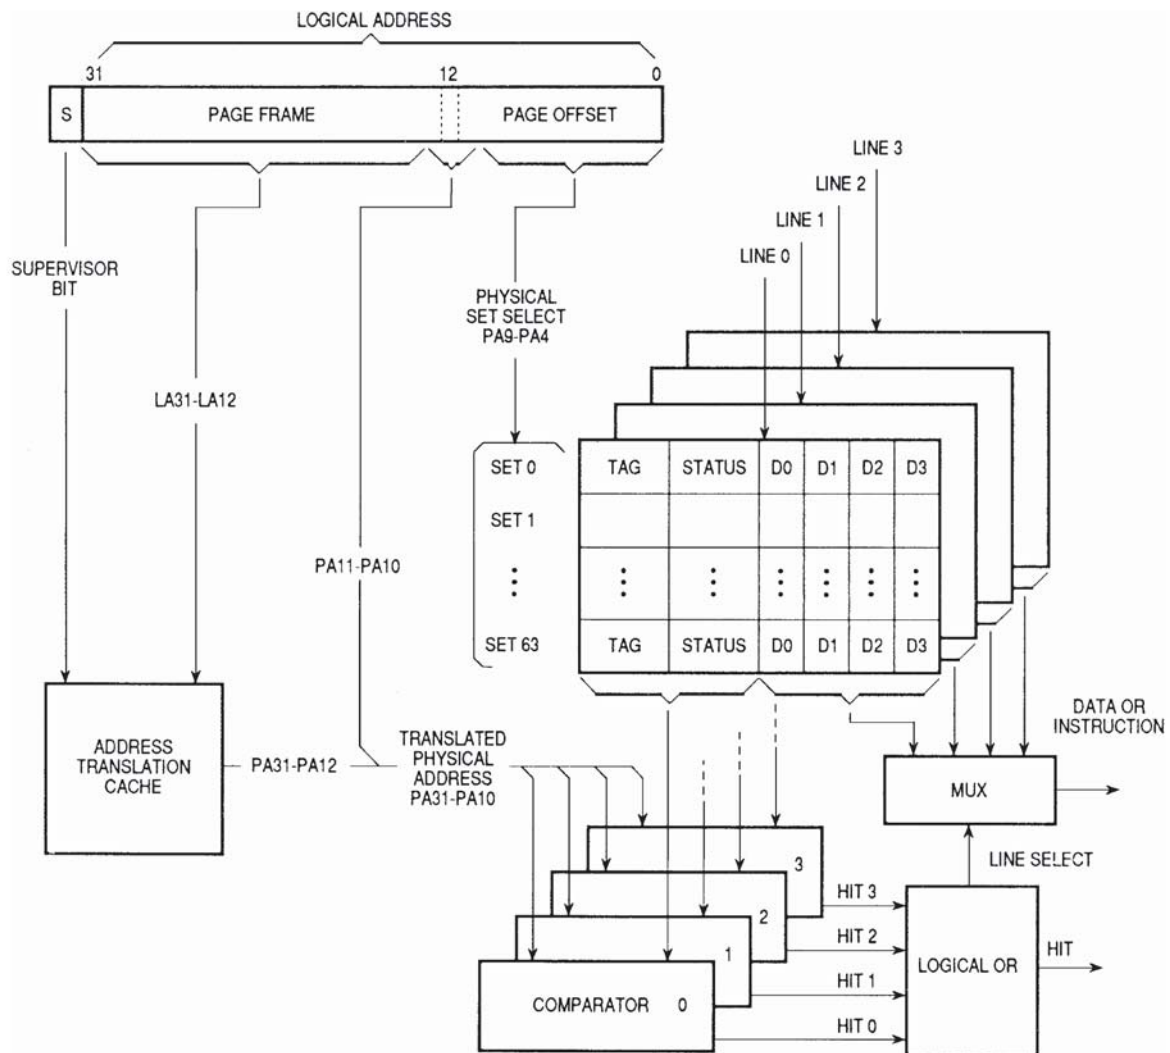 LOGICAL ADDRESS
31 12 0
S PAGE FRAME PAGE OFFSET
LINE 3
LINE 2
LINE 1
LINE 0
SUPERVISOR
BIT
PHYSICAL
SET SELECT
PA9-PA4
LA31-LA12
SET 0 TAG STATUS D0 D1 D2 D3
SET 1
PA11-PA10
SET 63 TAG STATUS D0 D1 D2 D3
ADDRESS
TRANSLATION
CACHE
PA31-PA12
TRANSLATED
PHYSICAL
ADDRESS
PA31-PA10
DATA OR
INSTRUCTION
MUX
LINE SELECT
3
2
1
COMPARATOR 0
HIT 3
HIT 2
HIT 1
HIT 0
LOGICAL OR
HIT